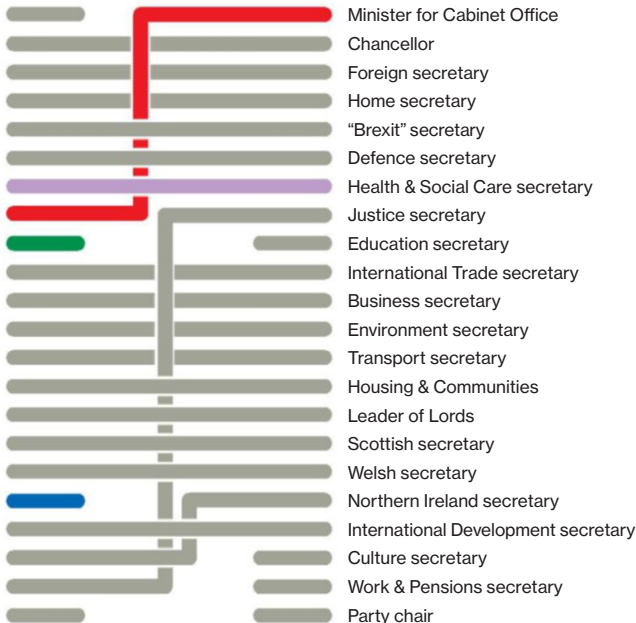 Minister for Cabinet Office
Chancellor
Foreign secretary
Home secretary
“Brexit” secretary
Defence secretary
Health & Social Care secretary
Justice secretary
Education secretary
International Trade secretary
Business secretary
Environment secretary
Transport secretary
Housing & Communities
Leader of Lords
Scottish secretary
Welsh secretary
Northern Ireland secretary
International Development secretary
Culture secretary
Work & Pensions secretary
Party chair